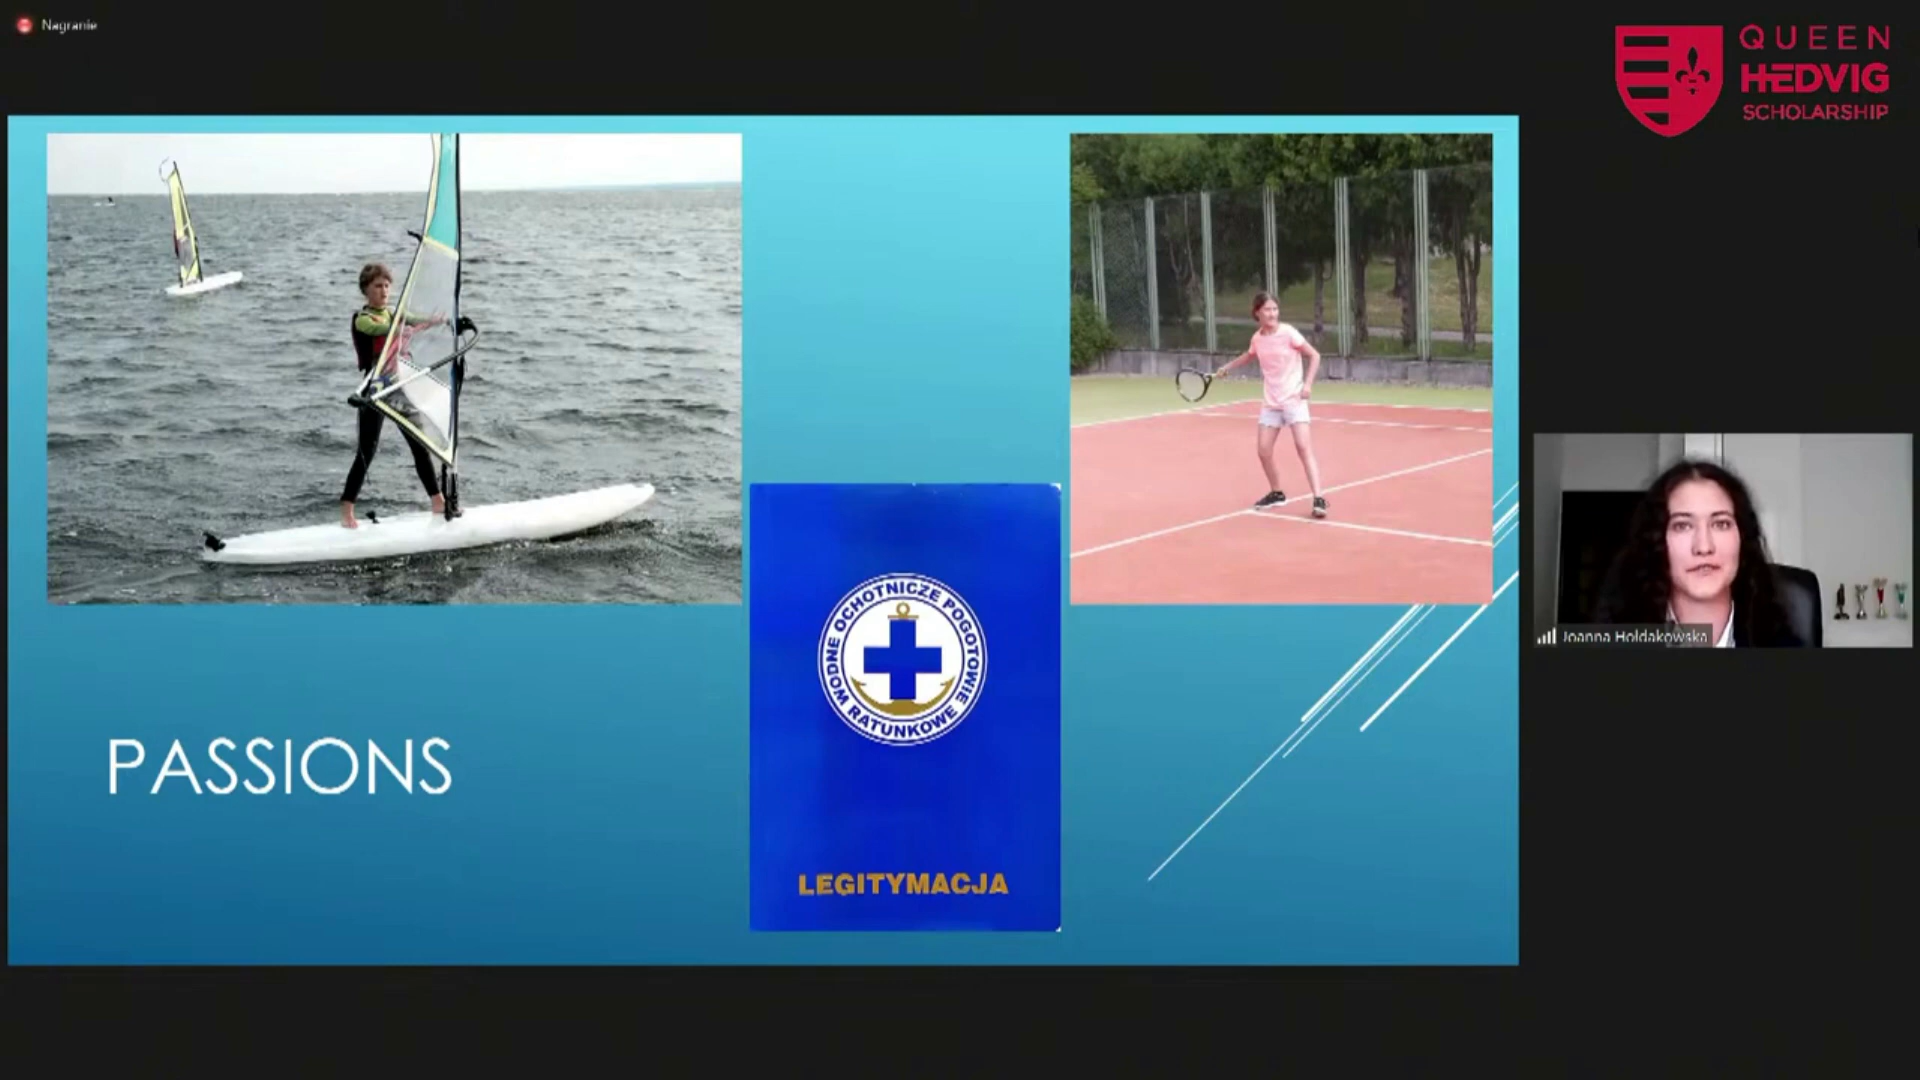 Nagranie
QUEEN
HEDVIG
SCHOLARSHIP
WODNE OCHOTNICZE POGOTOWIE RATUNKOWE
LEGITYMACJA
PASSIONS
Joanna Hołdakowska